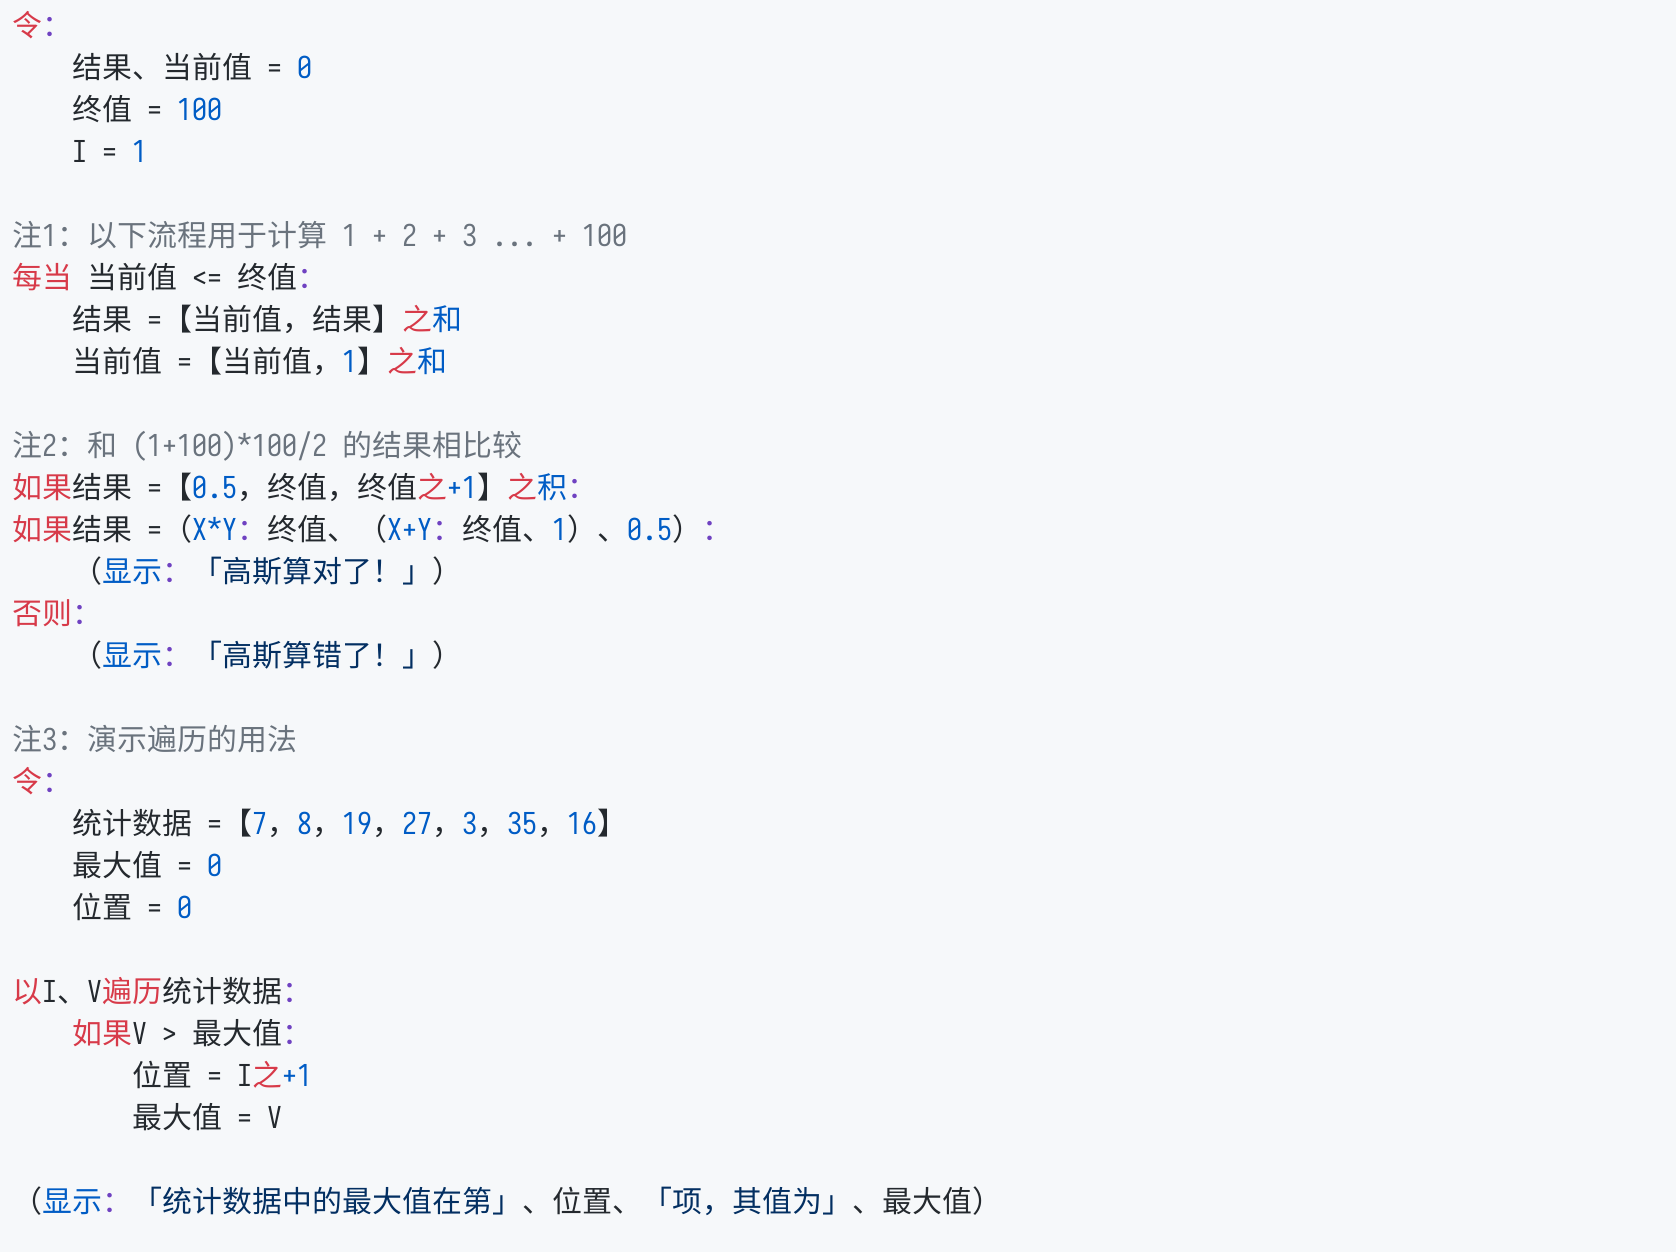 令：
结果、当前值 = 0
终值 = 100
I = 1
注1：以下流程用于计算 1 + 2 + 3 ... + 100
每当 当前值 <= 终值：
结果 =【当前值，结果】之和
当前值 =【当前值，1】之和
注2：和 (1+100)*100/2 的结果相比较
如果结果 =【0.5，终值，终值之+1】之积：
如果结果 =（X*Y：终值、（X+Y：终值、1）、0.5）：
（显示：「高斯算对了！」）
否则：
（显示：「高斯算错了！」）
注3：演示遍历的用法
令：
统计数据 =【7，8，19，27，3，35，16】
最大值 = 0
位置 = 0
以I、V遍历统计数据：
如果V > 最大值：
位置 = I之+1
最大值 = V
（显示：「统计数据中的最大值在第」、位置、「项，其值为」、最大值）